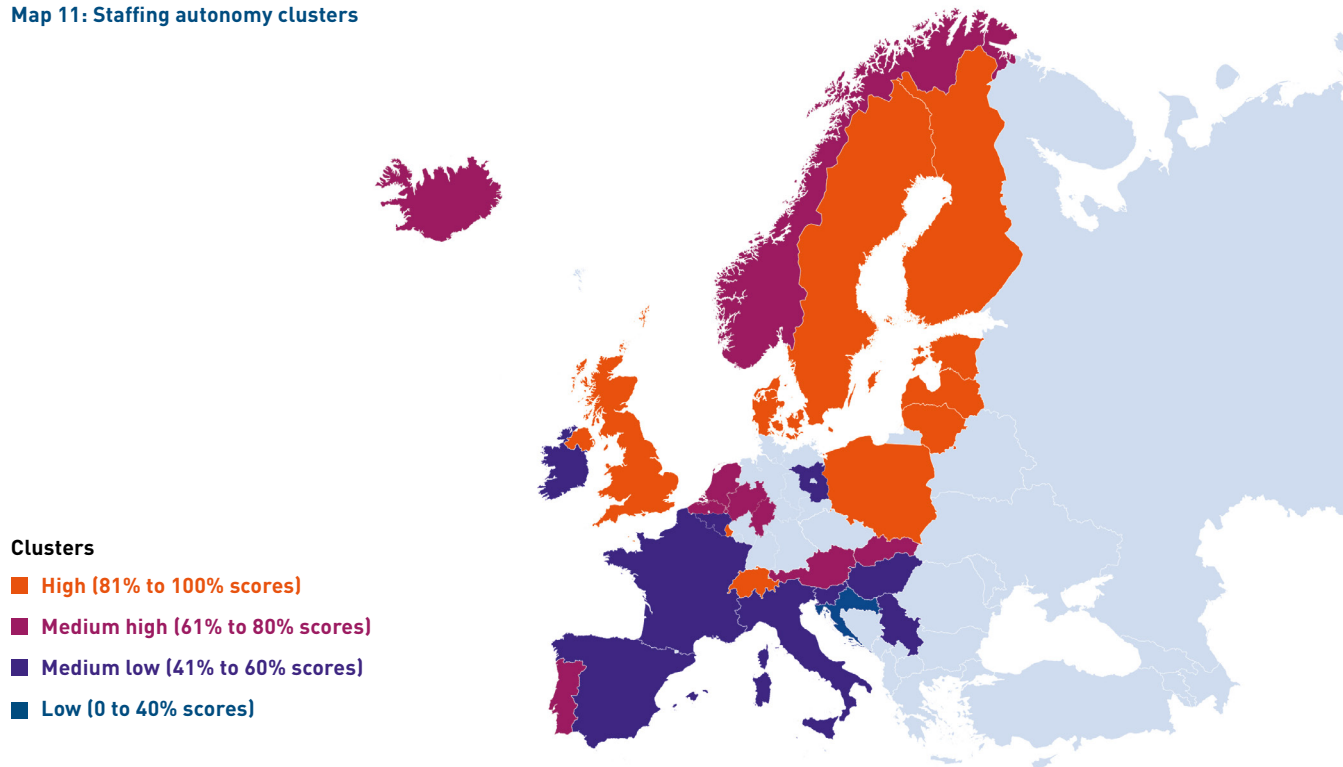 Map 11: Staffing autonomy clusters
Clusters
High (81% to 100% scores)
Medium high (61% to 80% scores)
Medium low (41% to 60% scores)
Low (0 to 40% scores)